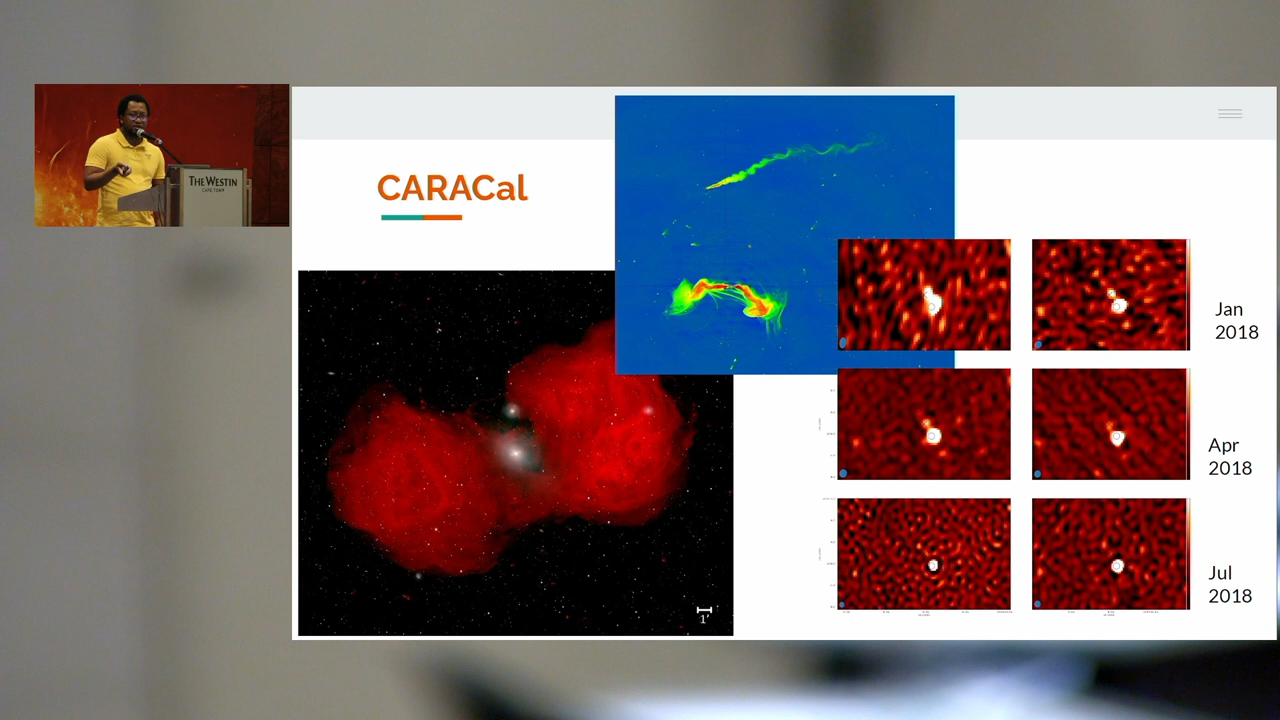 THE WESTIN
CAPE TOWN
CARACal
Jan
2018
Apr
2018
Jul
2018
1'